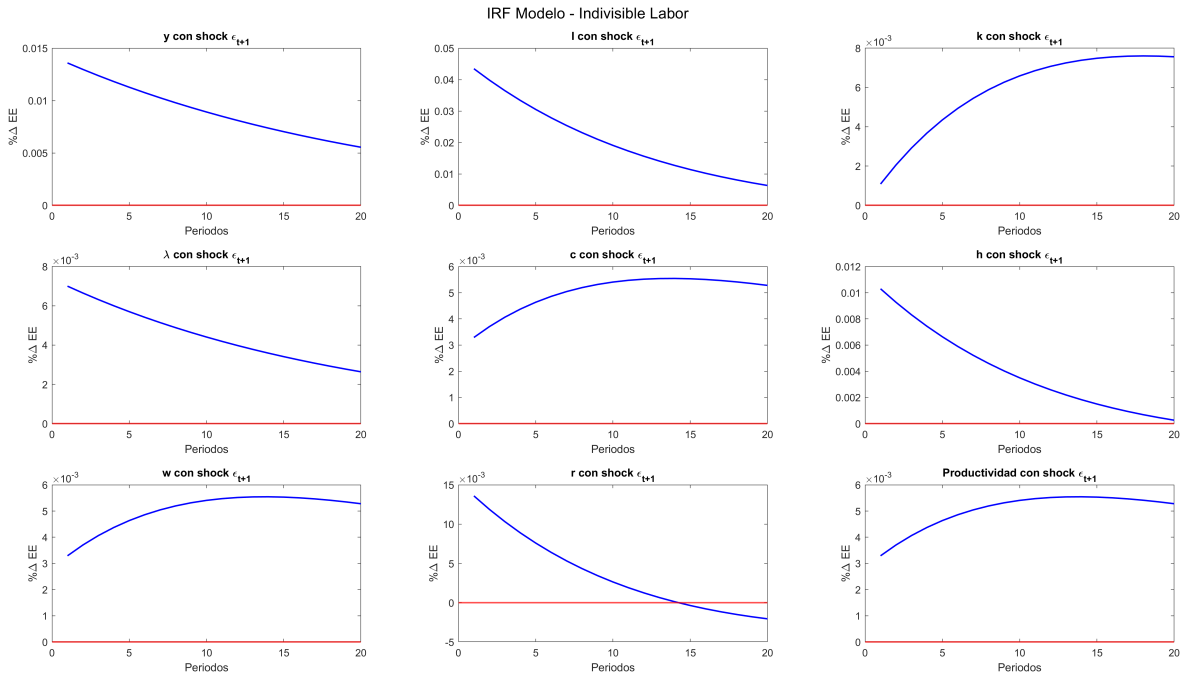 IRF Modelo - Indivisible Labor
y con shock ϵ_{t+1}
0.015
0.01
0.005
0
%Δ EE
0 5 10 15 20
Periodos
I con shock ϵ_{t+1}
0.05
0.04
0.03
0.02
0.01
0
%Δ EE
0 5 10 15 20
Periodos
k con shock ϵ_{t+1}
×10^{-3}
8
6
4
2
0
%Δ EE
0 5 10 15 20
Periodos
λ con shock ϵ_{t+1}
×10^{-3}
8
6
4
2
0
%Δ EE
0 5 10 15 20
Periodos
c con shock ϵ_{t+1}
×10^{-3}
6
5
4
3
2
1
0
%Δ EE
0 5 10 15 20
Periodos
h con shock ϵ_{t+1}
0.012
0.01
0.008
0.006
0.004
0.002
0
%Δ EE
0 5 10 15 20
Periodos
w con shock ϵ_{t+1}
×10^{-3}
6
5
4
3
2
1
0
%Δ EE
0 5 10 15 20
Periodos
r con shock ϵ_{t+1}
×10^{-3}
15
10
5
0
-5
%Δ EE
0 5 10 15 20
Periodos
Productividad con shock ϵ_{t+1}
×10^{-3}
6
5
4
3
2
1
0
%Δ EE
0 5 10 15 20
Periodos